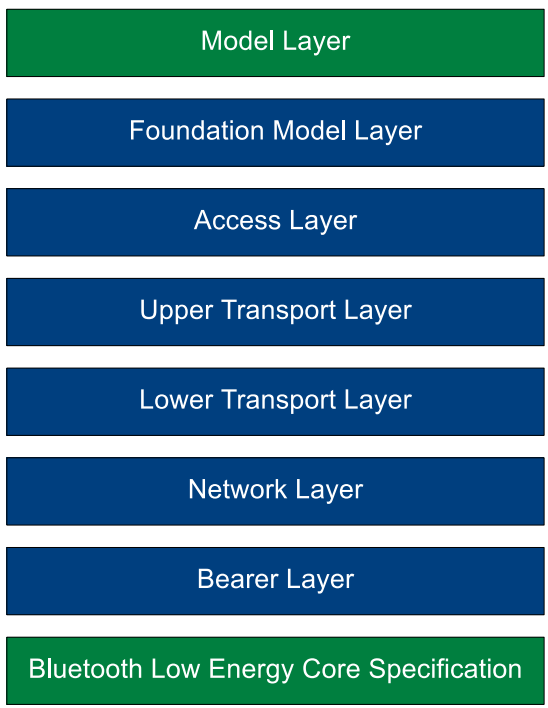 Model Layer
Foundation Model Layer
Access Layer
Upper Transport Layer
Lower Transport Layer
Network Layer
Bearer Layer
Bluetooth Low Energy Core Specification